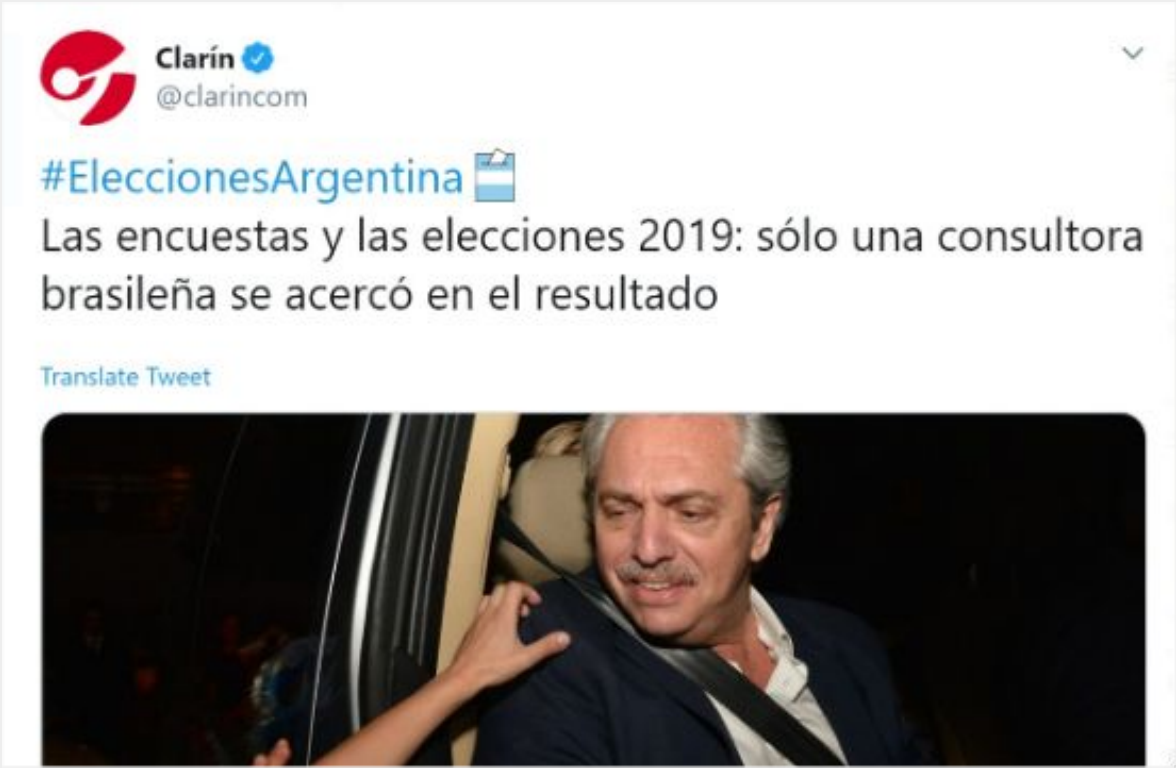 Clarín
@clarincom
#EleccionesArgentina
Las encuestas y las elecciones 2019: sólo una consultora
brasileña se acercó en el resultado
Translate Tweet